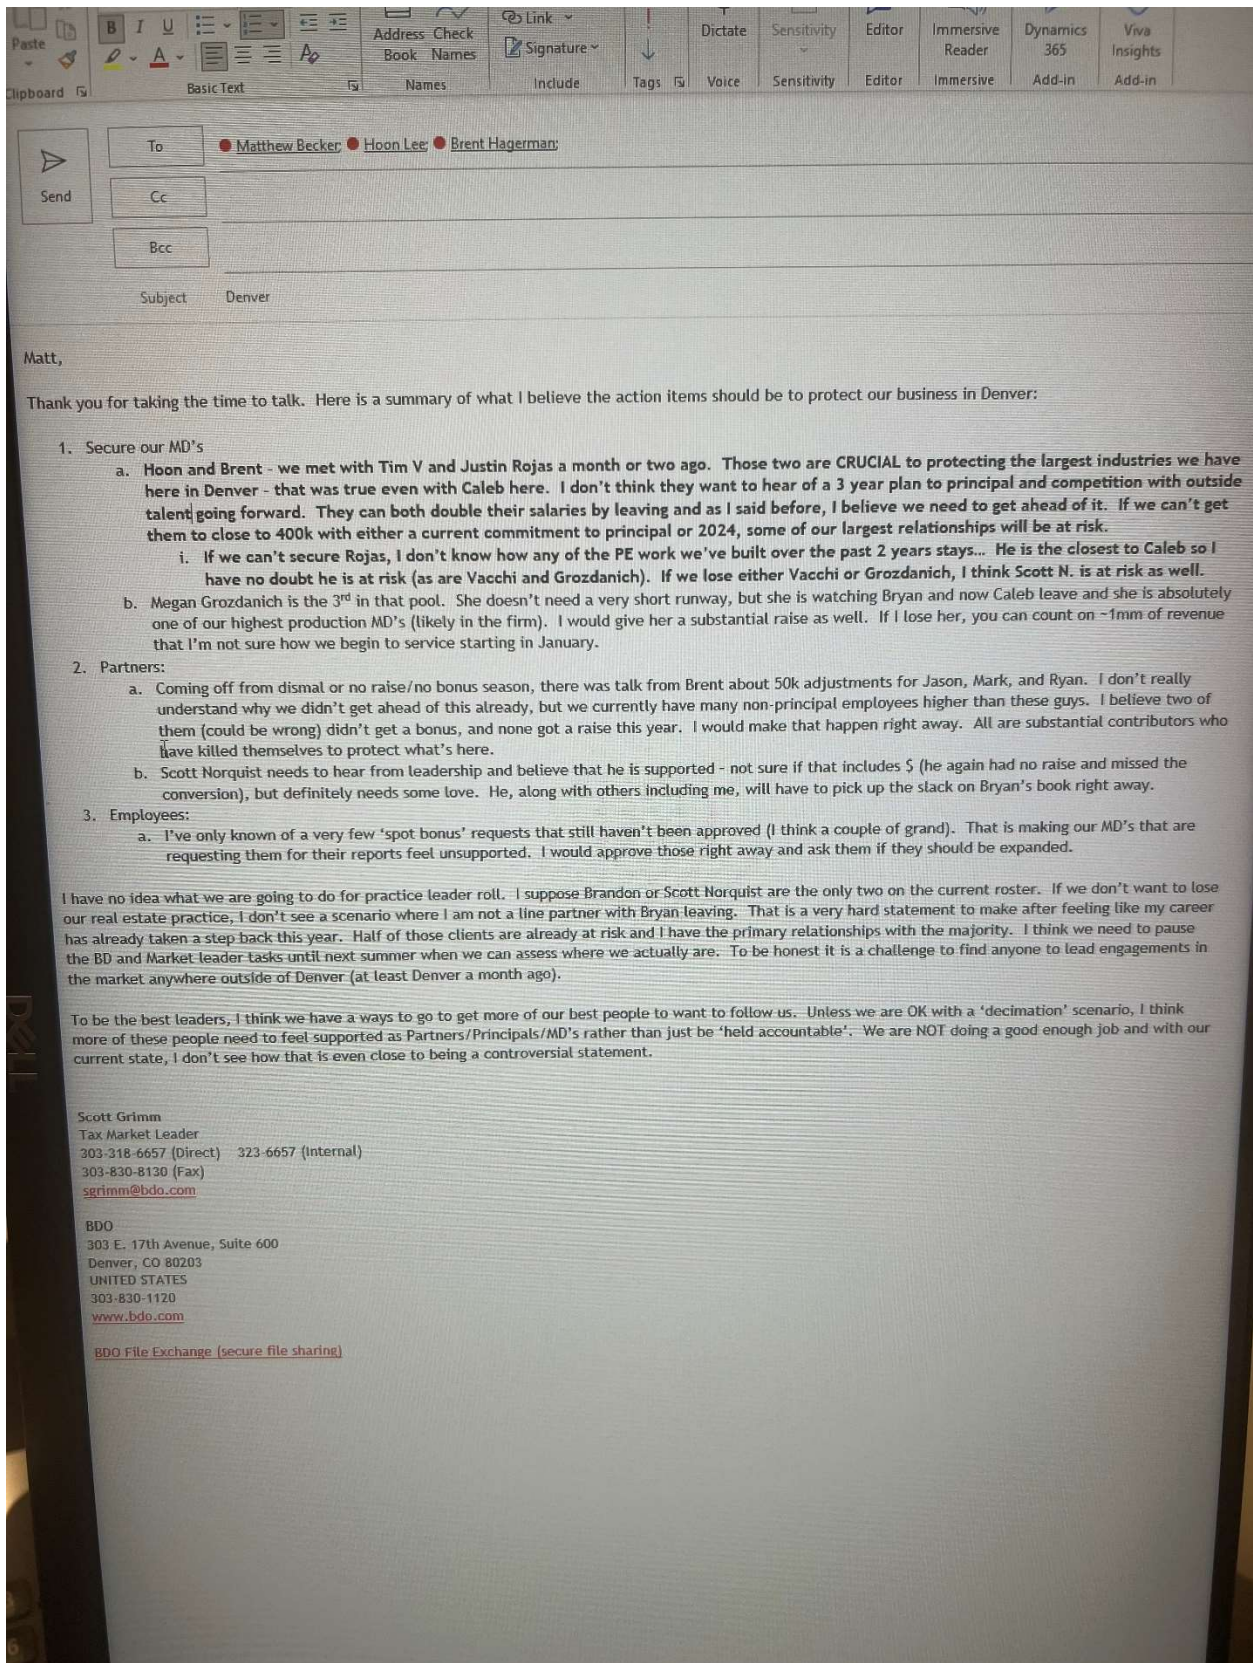 Paste
Clipboard
B I U
A
Basic Text
Address Check
Book Names
Names
Link
Signature
Include
Tags
Dictate
Voice
Sensitivity
Sensitivity
Editor
Editor
Immersive
Reader
Immersive
Dynamics
365
Add-in
Viva
Insights
Add-in
Send
To
Matthew Becker; Hoon Lee; Brent Hagerman;
Cc
Bcc
Subject Denver
Matt,
Thank you for taking the time to talk. Here is a summary of what I believe the action items should be to protect our business in Denver:
1. Secure our MD's
a. Hoon and Brent - we met with Tim V and Justin Rojas a month or two ago. Those two are CRUCIAL to protecting the largest industries we have
here in Denver - that was true even with Caleb here. I don't think they want to hear of a 3 year plan to principal and competition with outside
talent going forward. They can both double their salaries by leaving and as I said before, I believe we need to get ahead of it. If we can't get
them to close to 400k with either a current commitment to principal or 2024, some of our largest relationships will be at risk.
i. If we can't secure Rojas, I don't know how any of the PE work we've built over the past 2 years stays... He is the closest to Caleb so I
have no doubt he is at risk (as are Vacchi and Grozdanich). If we lose either Vacchi or Grozdanich, I think Scott N. is at risk as well.
b. Megan Grozdanich is the 3rd in that pool. She doesn't need a very short runway, but she is watching Bryan and now Caleb leave and she is absolutely
one of our highest production MD's (likely in the firm). I would give her a substantial raise as well. If I lose her, you can count on ~1mm of revenue
that I'm not sure how we begin to service starting in January.
2. Partners:
a. Coming off from dismal or no raise/no bonus season, there was talk from Brent about 50k adjustments for Jason, Mark, and Ryan. I don't really
understand why we didn't get ahead of this already, but we currently have many non-principal employees higher than these guys. I believe two of
them (could be wrong) didn't get a bonus, and none got a raise this year. I would make that happen right away. All are substantial contributors who
have killed themselves to protect what's here.
b. Scott Norquist needs to hear from leadership and believe that he is supported - not sure if that includes $ (he again had no raise and missed the
conversion), but definitely needs some love. He, along with others including me, will have to pick up the slack on Bryan's book right away.
3. Employees:
a. I've only known of a very few 'spot bonus' requests that still haven't been approved (I think a couple of grand). That is making our MD's that are
requesting them for their reports feel unsupported. I would approve those right away and ask them if they should be expanded.
I have no idea what we are going to do for practice leader roll. I suppose Brandon or Scott Norquist are the only two on the current roster. If we don't want to lose
our real estate practice, I don't see a scenario where I am not a line partner with Bryan leaving. That is a very hard statement to make after feeling like my career
has already taken a step back this year. Half of those clients are already at risk and I have the primary relationships with the majority. I think we need to pause
the BD and Market leader tasks until next summer when we can assess where we actually are. To be honest it is a challenge to find anyone to lead engagements in
the market anywhere outside of Denver (at least Denver a month ago).
To be the best leaders, I think we have a ways to go to get more of our best people to want to follow us. Unless we are OK with a 'decimation' scenario, I think
more of these people need to feel supported as Partners/Principals/MD's rather than just be 'held accountable'. We are NOT doing a good enough job and with our
current state, I don't see how that is even close to being a controversial statement.
Scott Grimm
Tax Market Leader
303-318-6657 (Direct) 323-6657 (Internal)
303-830-8130 (Fax)
sgrimm@bdo.com
BDO
303 E. 17th Avenue, Suite 600
Denver, CO 80203
UNITED STATES
303-830-1120
www.bdo.com
BDO File Exchange (secure file sharing)
DELL
6